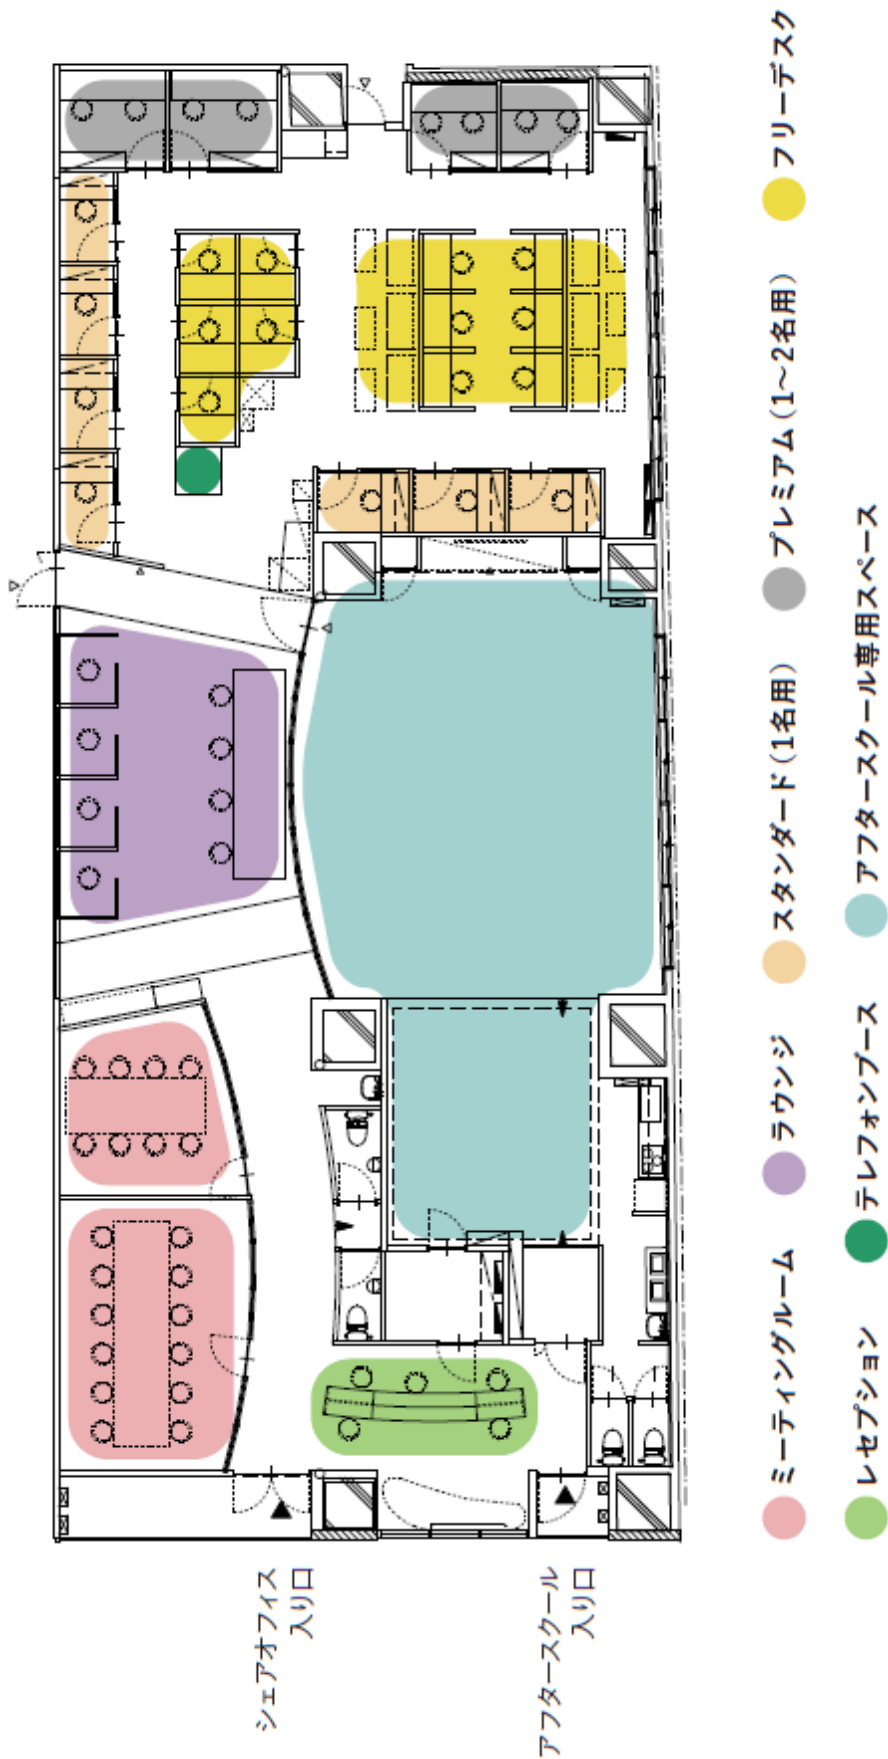 シェアオフィス
入り口
アフタースクール
入り口
ミーティングルーム
ラウンジ
スタンダード（1名用）
プレミアム（1〜2名用）
フリーデスク
レセプション
テレフォンブース
アフタースクール専用スペース